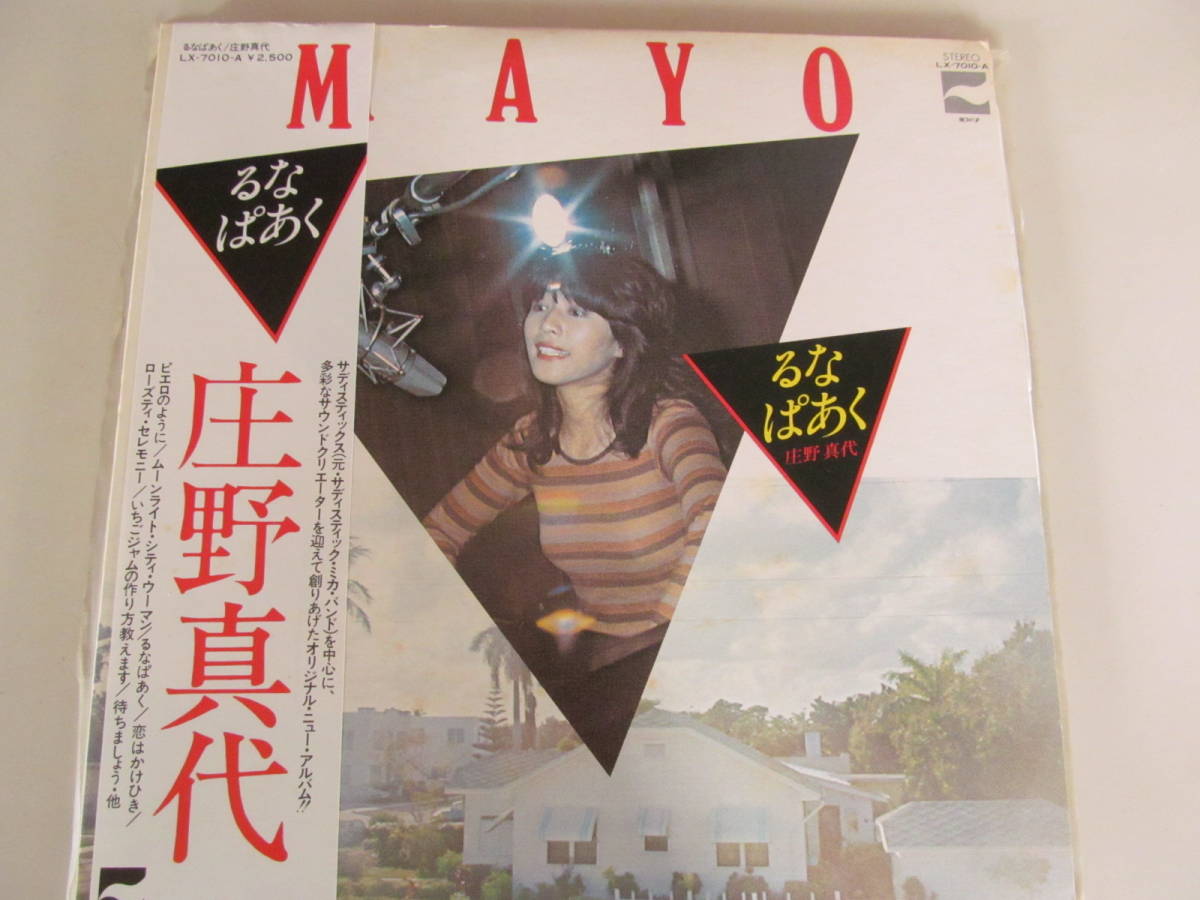 るなぱあく/庄野真代
LX-7010-A ¥2,500
MAYO
STEREO
LX-7010-A
るな
ぱあく
庄野真代
サディスティックス(元・サディスティック・ミカ・バンド)を中心に、
多彩なサウンドクリエーターを迎えて創りあげたオリジナル・ニュー・アルバム!!
ピエロのように/ムーンライト・シティ・ウーマン/るなぱあく/恋はかけひき/
ローズティ・セレモニー/いちごジャムの作り方教えます/待ちましょう・他
るな
ぱあく
庄野真代